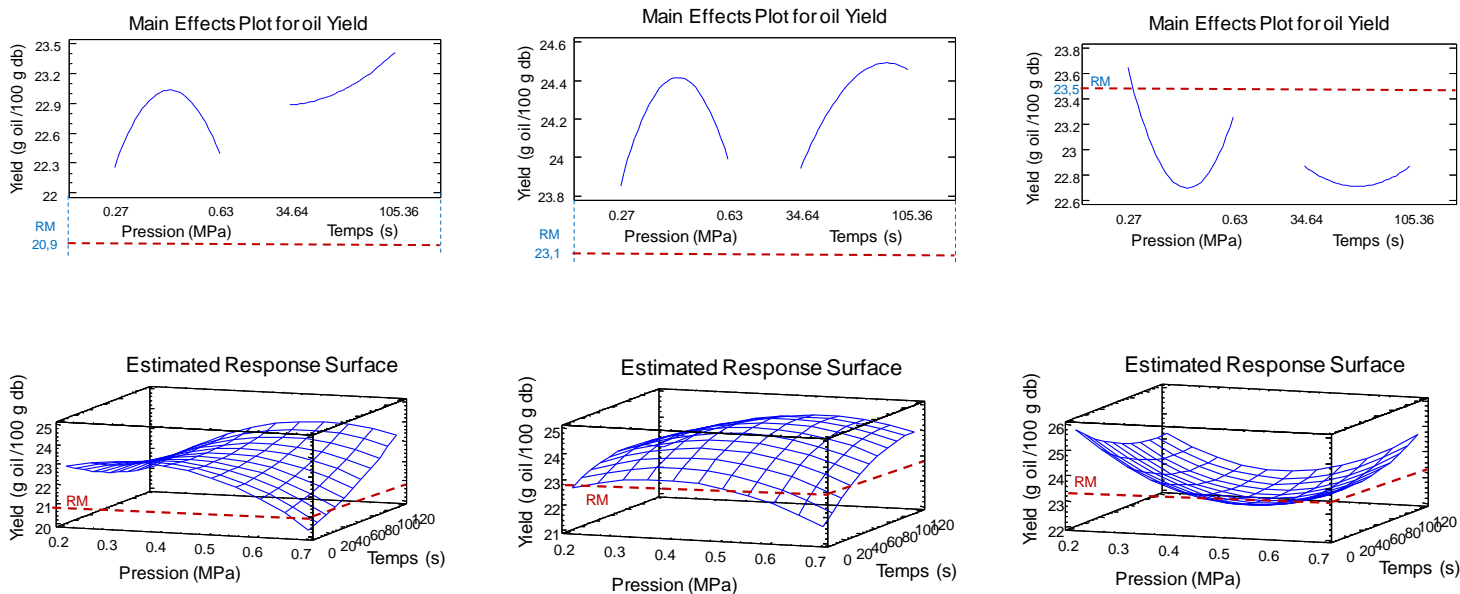 Main Effects Plot for oil Yield
Yield (g oil /100 g db)
23.5
23.2
22.9
22.6
22.3
22
0.27 0.63 34.64 105.36
Pression (MPa) Temps (s)
RM
20,9
Main Effects Plot for oil Yield
Yield (g oil /100 g db)
24.6
24.4
24.2
24
23.8
0.27 0.63 34.64 105.36
Pression (MPa) Temps (s)
RM
23,1
Main Effects Plot for oil Yield
Yield (g oil /100 g db)
23.8
23.6
RM
23,5
23.4
23.2
23
22.8
22.6
0.27 0.63 34.64 105.36
Pression (MPa) Temps (s)
Estimated Response Surface
Yield (g oil /100 g db)
25
24
23
22
21
20
RM
0.2 0.3 0.4 0.5 0.6 0.7
Pression (MPa)
0 20 40 60 80 100 120
Temps (s)
Estimated Response Surface
Yield (g oil /100 g db)
25
24
23
22
21
RM
0.2 0.3 0.4 0.5 0.6 0.7
Pression (MPa)
0 20 40 60 80 100 120
Temps (s)
Estimated Response Surface
Yield (g oil /100 g db)
26
25
24
23
22
RM
0.2 0.3 0.4 0.5 0.6 0.7
Pression (MPa)
0 20 40 60 80 100 120
Temps (s)